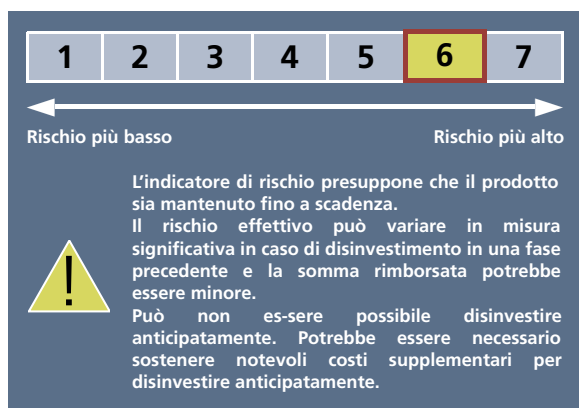 1 2 3 4 5 6 7
Rischio più basso Rischio più alto
L'indicatore di rischio presuppone che il prodotto
sia mantenuto fino a scadenza.
Il rischio effettivo può variare in misura
significativa in caso di disinvestimento in una fase
precedente e la somma rimborsata potrebbe
essere minore.
Può non es-sere possibile disinvestire
anticipatamente. Potrebbe essere necessario
sostenere notevoli costi supplementari per
disinvestire anticipatamente.
!